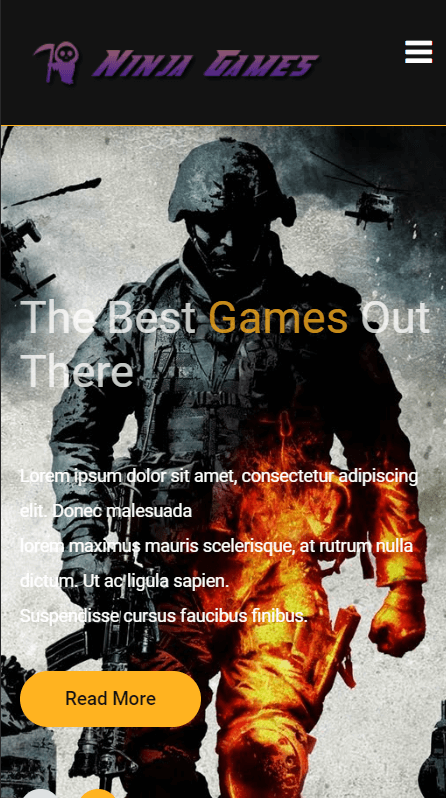 Ninja Games
The Best Games Out
There
Lorem ipsum dolor sit amet, consectetur adipiscing
elit. Donec malesuada
lorem maximus mauris scelerisque, at rutrum nulla
dictum. Ut ac ligula sapien.
Suspendisse cursus faucibus finibus.
Read More